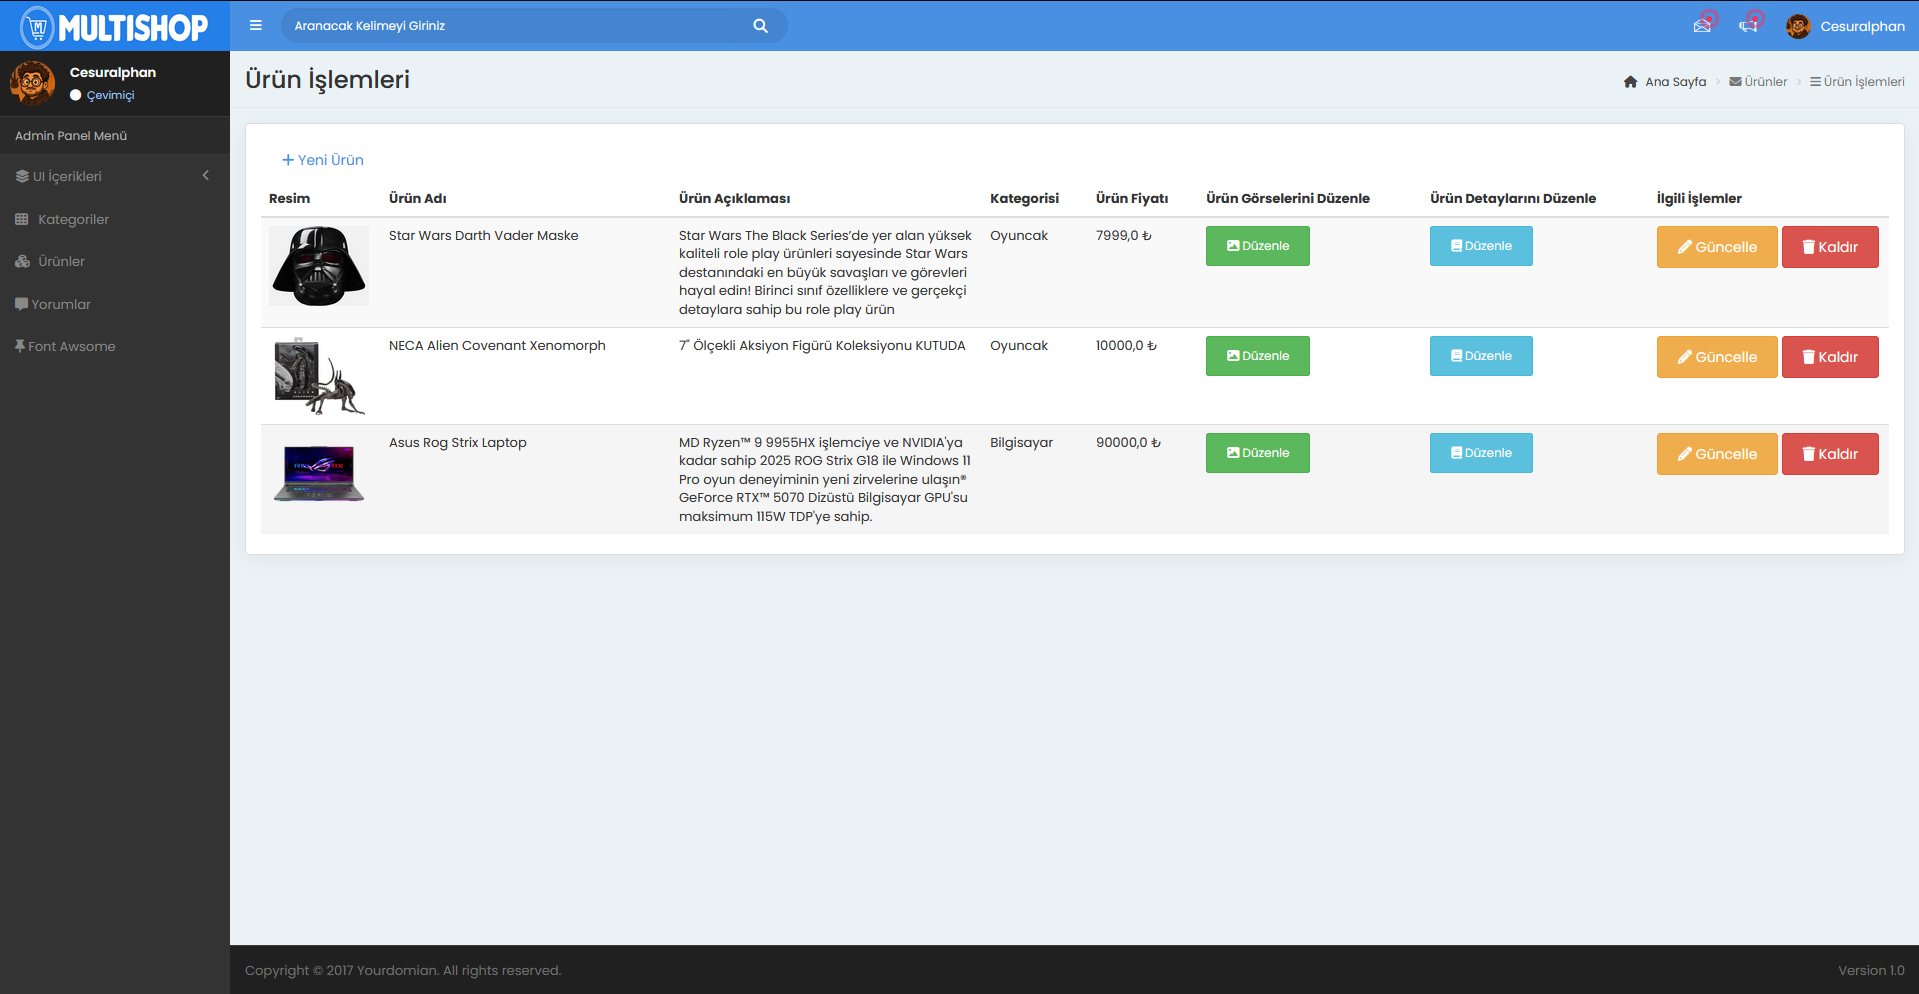 MULTISHOP
Aranacak Kelimeyi Giriniz
Cesuralphan
Cesuralphan
Çevimiçi
Admin Panel Menü
UI İçerikleri
Kategoriler
Ürünler
Yorumlar
Font Awsome
Ürün İşlemleri
Ana Sayfa > Ürünler > Ürün İşlemleri
+ Yeni Ürün
Resim Ürün Adı Ürün Açıklaması Kategorisi Ürün Fiyatı Ürün Görselerini Düzenle Ürün Detaylarını Düzenle İlgili İşlemler
Star Wars Darth Vader Maske
Star Wars The Black Series’de yer alan yüksek
kaliteli role play ürünleri sayesinde Star Wars
destanındaki en büyük savaşları ve görevleri
hayal edin! Birinci sınıf özelliklere ve gerçekçi
detaylara sahip bu role play ürün
Oyuncak
7999,0 ₺
Düzenle
Düzenle
Güncelle
Kaldır
NECA Alien Covenant Xenomorph
7" Ölçekli Aksiyon Figürü Koleksiyonu KUTUDA
Oyuncak
10000,0 ₺
Düzenle
Düzenle
Güncelle
Kaldır
Asus Rog Strix Laptop
MD Ryzen™ 9 9955HX işlemciye ve NVIDIA'ya
kadar sahip 2025 ROG Strix G18 ile Windows 11
Pro oyun deneyiminin yeni zirvelerine ulaşın®
GeForce RTX™ 5070 Dizüstü Bilgisayar GPU'su
maksimum 115W TDP'ye sahip.
Bilgisayar
90000,0 ₺
Düzenle
Düzenle
Güncelle
Kaldır
Copyright © 2017 Yourdomian. All rights reserved.
Version 1.0